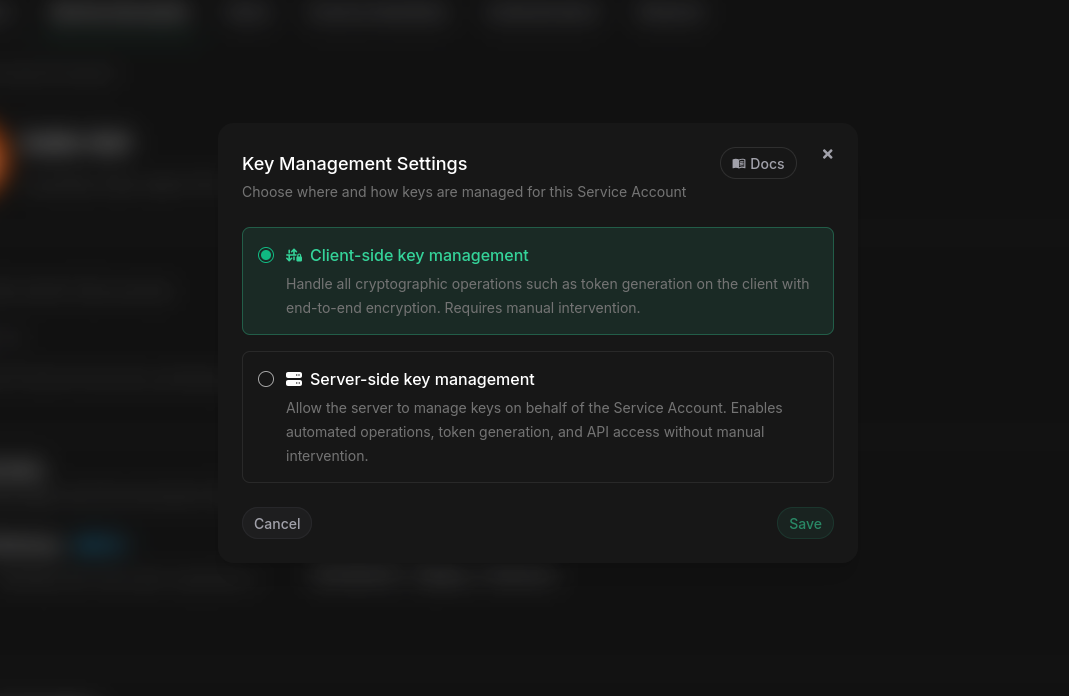 Key Management Settings
Docs
Choose where and how keys are managed for this Service Account
Client-side key management
Handle all cryptographic operations such as token generation on the client with
end-to-end encryption. Requires manual intervention.
Server-side key management
Allow the server to manage keys on behalf of the Service Account. Enables
automated operations, token generation, and API access without manual
intervention.
Cancel
Save